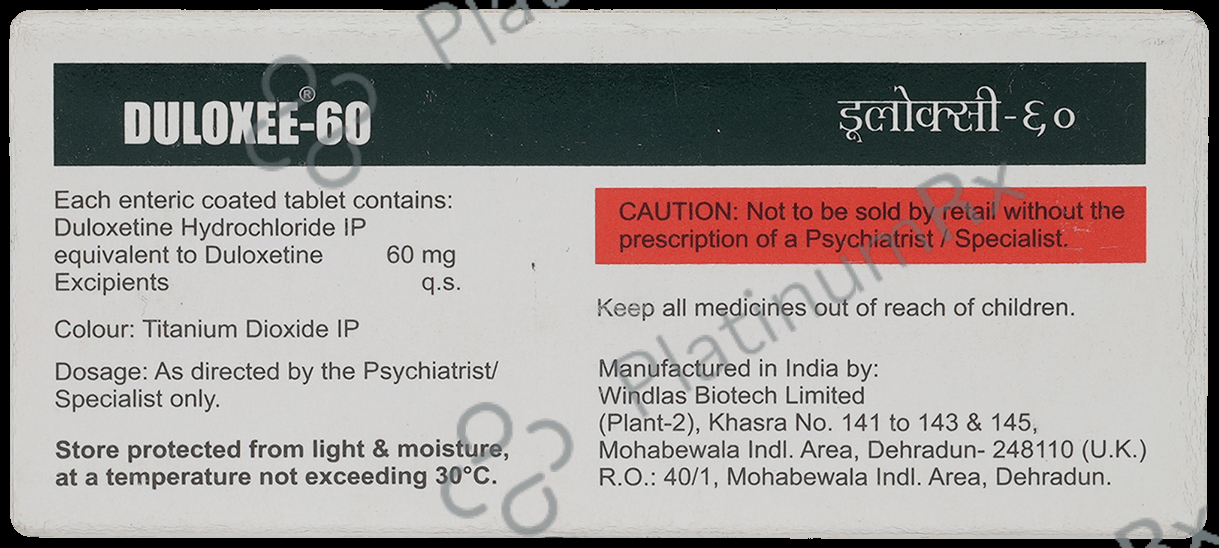 DULOXEE®-60
डूलोक्सी-६०
Each enteric coated tablet contains:
Duloxetine Hydrochloride IP
equivalent to Duloxetine 60 mg
Excipients q.s.
Colour: Titanium Dioxide IP
Dosage: As directed by the Psychiatrist/
Specialist only.
Store protected from light & moisture,
at a temperature not exceeding 30°C.
CAUTION: Not to be sold by retail without the
prescription of a Psychiatrist / Specialist.
Keep all medicines out of reach of children.
Manufactured in India by:
Windlas Biotech Limited
(Plant-2), Khasra No. 141 to 143 & 145,
Mohabewala Indl. Area, Dehradun- 248110 (U.K.)
R.O.: 40/1, Mohabewala Indl. Area, Dehradun.
Platinum
PlatinumRx
Rx